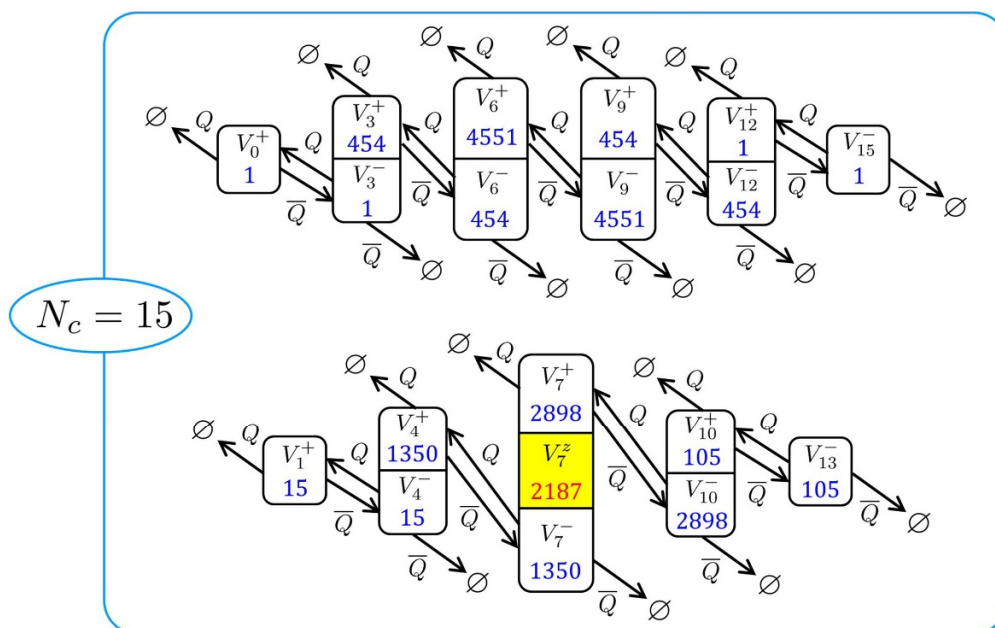 ∅ Q ∅ Q ∅ Q ∅ Q
∅ Q V_0^+ 1 Q̅
Q V_3^+ 454 V_3^- 1 Q̅ ∅
Q Q̅ V_6^+ 4551 V_6^- 454 Q̅ ∅
Q Q̅ V_9^+ 454 V_9^- 4551 Q̅ ∅
Q Q̅ V_12^+ 1 V_12^- 454 Q̅ ∅
Q Q̅ V_15^- 1 Q̅ ∅
N_c = 15
∅ Q ∅ Q ∅ Q
∅ Q V_1^+ 15 Q̅
Q V_4^+ 1350 V_4^- 15 Q̅ ∅
Q Q̅ V_7^+ 2898 V_7^z 2187 V_7^- 1350 Q̅ ∅
Q Q̅ V_10^+ 105 V_10^- 2898 Q̅ ∅
Q Q̅ V_13^- 105 Q̅ ∅